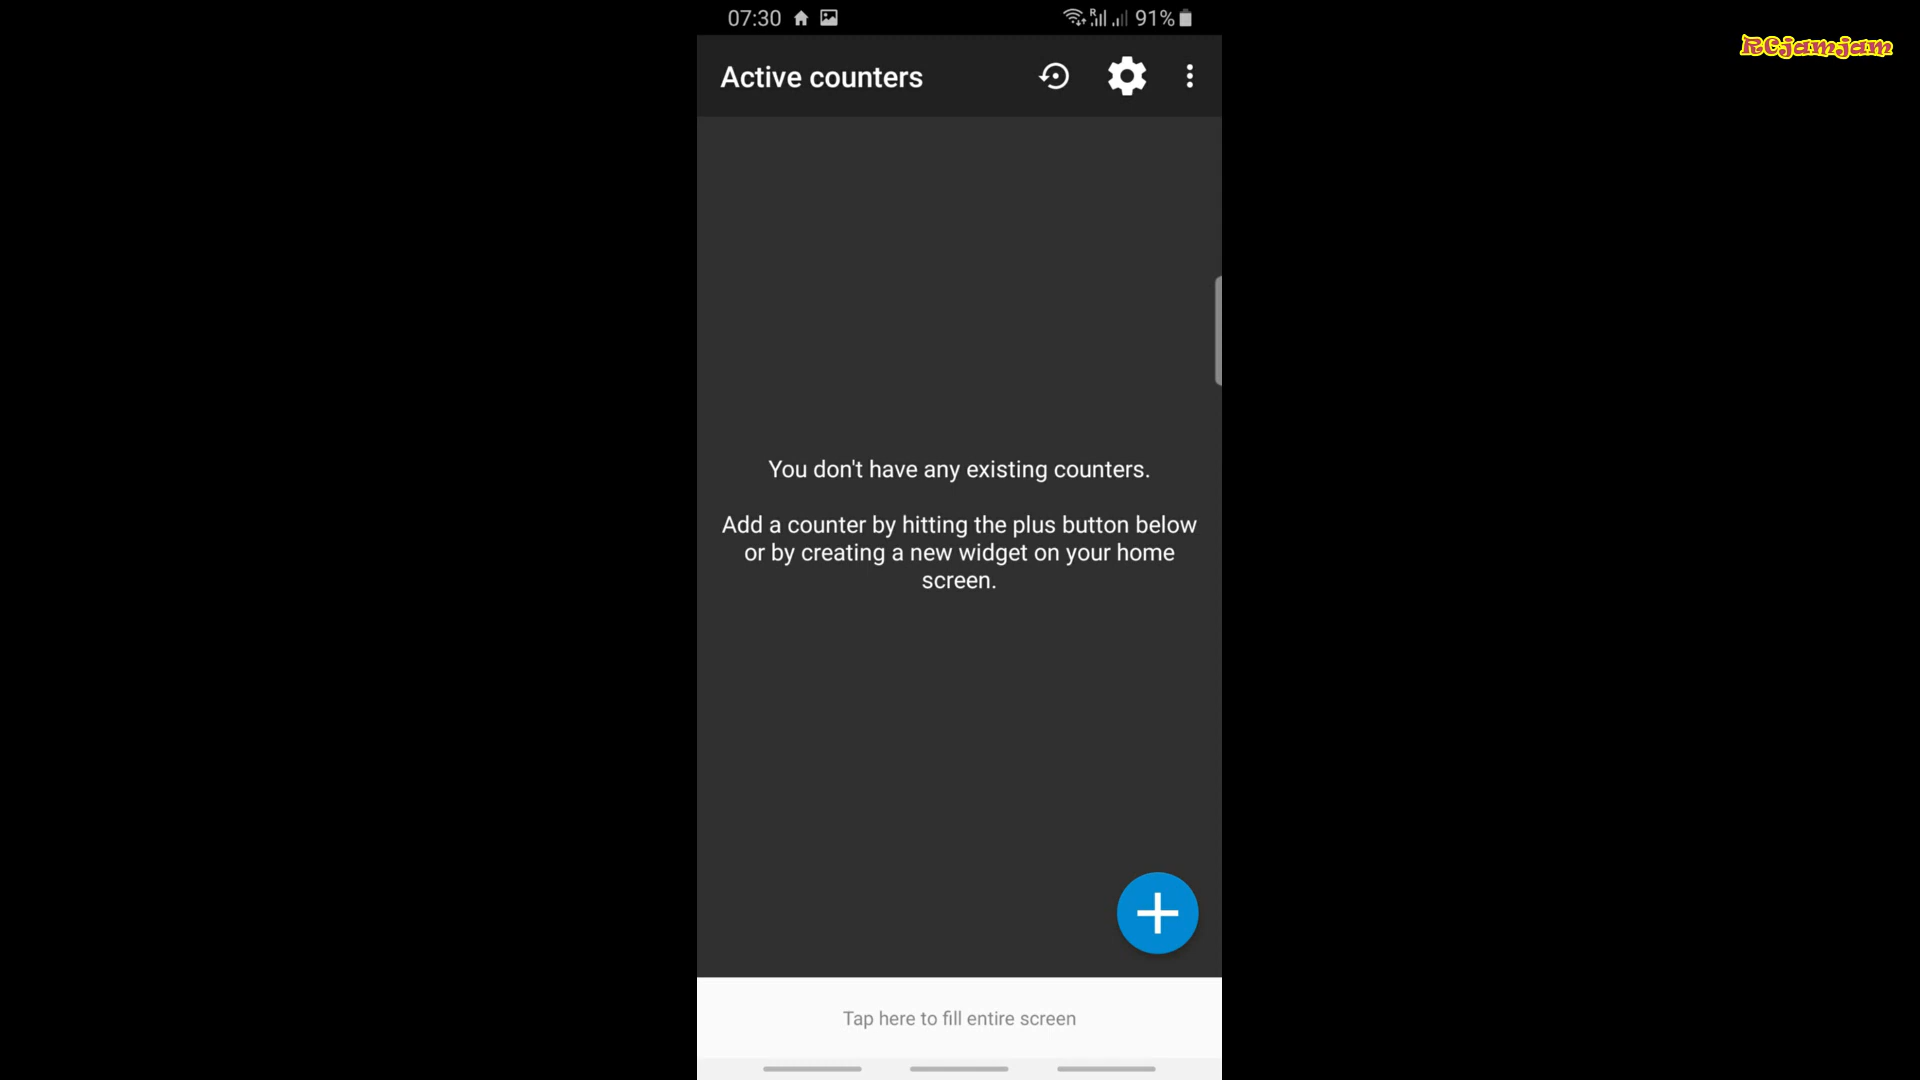 07:30
R
91%
RCjamjam
Active counters
You don't have any existing counters.
Add a counter by hitting the plus button below
or by creating a new widget on your home
screen.
Tap here to fill entire screen